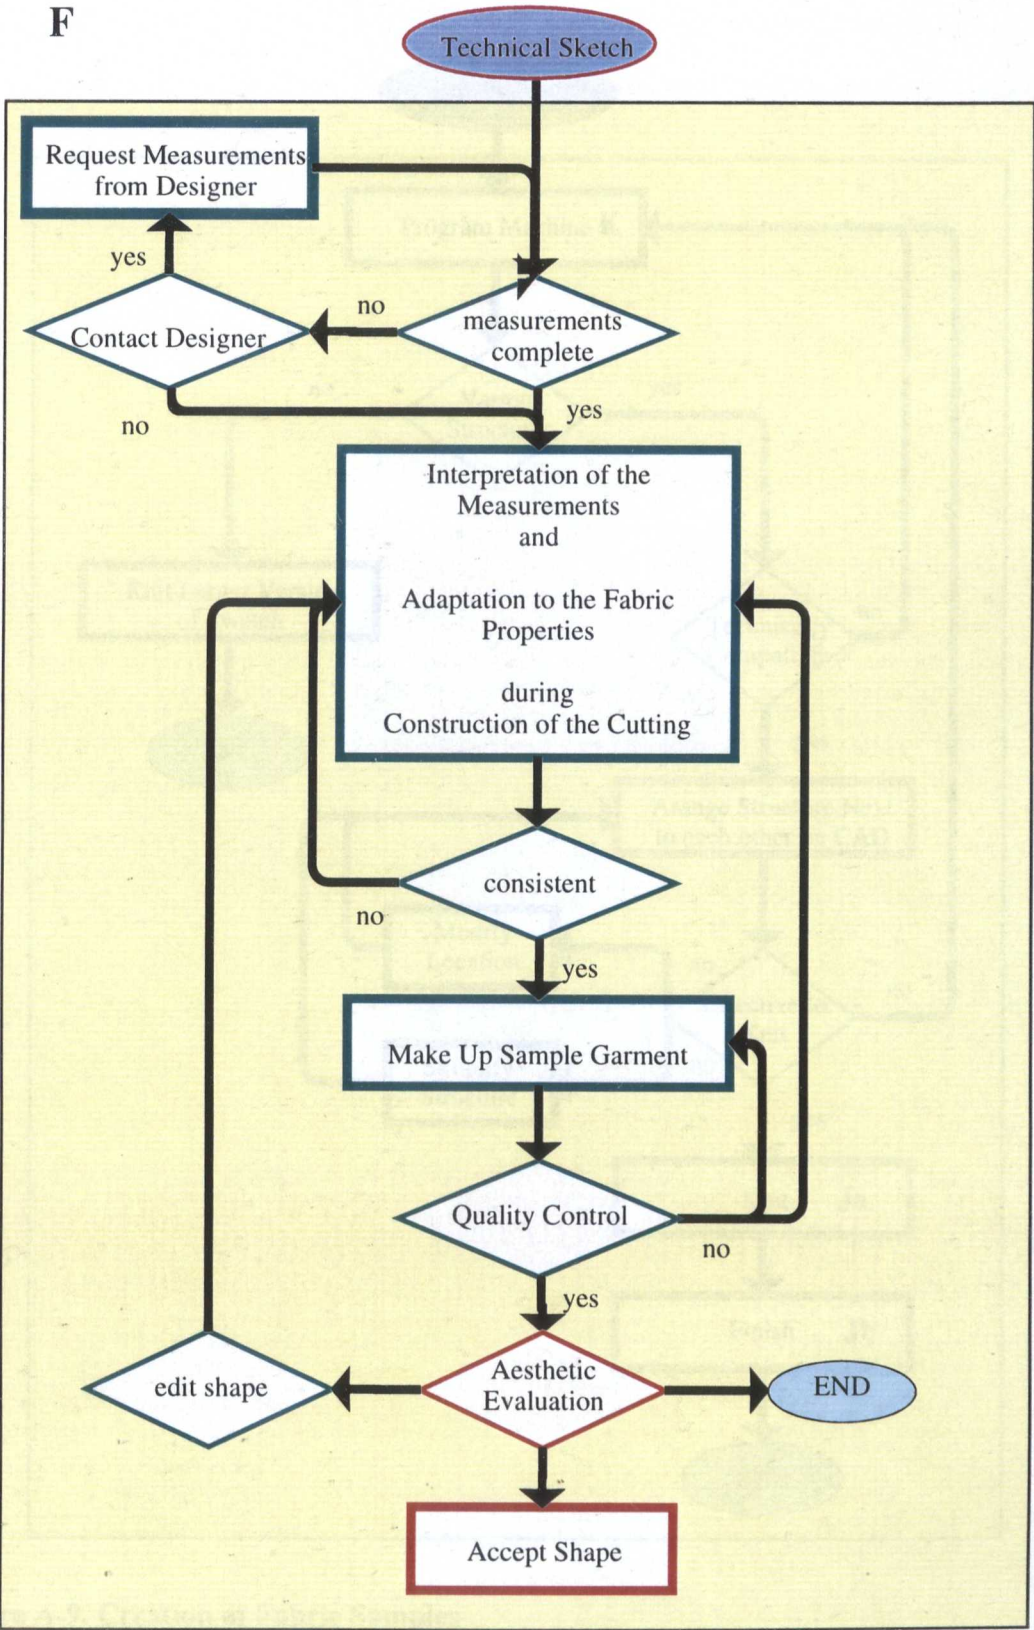 F
Technical Sketch
Request Measurements
from Designer
yes
no
Contact Designer
measurements
complete
no
yes
Interpretation of the
Measurements
and
Adaptation to the Fabric
Properties
during
Construction of the Cutting
consistent
no
yes
Make Up Sample Garment
Quality Control
no
yes
edit shape
Aesthetic
Evaluation
END
Accept Shape